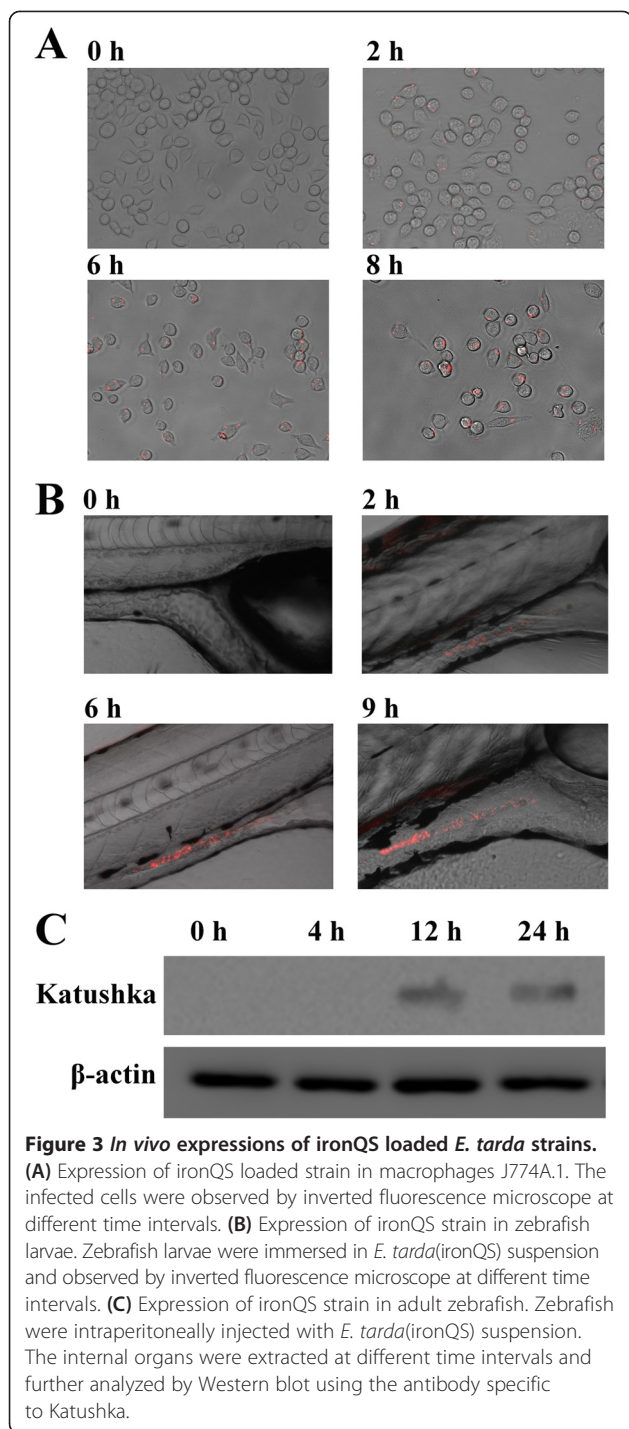 A
0 h 2 h
6 h 8 h
B
0 h 2 h
6 h 9 h
C
0 h 4 h 12 h 24 h
Katushka
β-actin
Figure 3 In vivo expressions of ironQS loaded E. tarda strains.
(A) Expression of ironQS loaded strain in macrophages J774A.1. The
infected cells were observed by inverted fluorescence microscope at
different time intervals. (B) Expression of ironQS strain in zebrafish
larvae. Zebrafish larvae were immersed in E. tarda(ironQS) suspension
and observed by inverted fluorescence microscope at different time
intervals. (C) Expression of ironQS strain in adult zebrafish. Zebrafish
were intraperitoneally injected with E. tarda(ironQS) suspension.
The internal organs were extracted at different time intervals and
further analyzed by Western blot using the antibody specific
to Katushka.